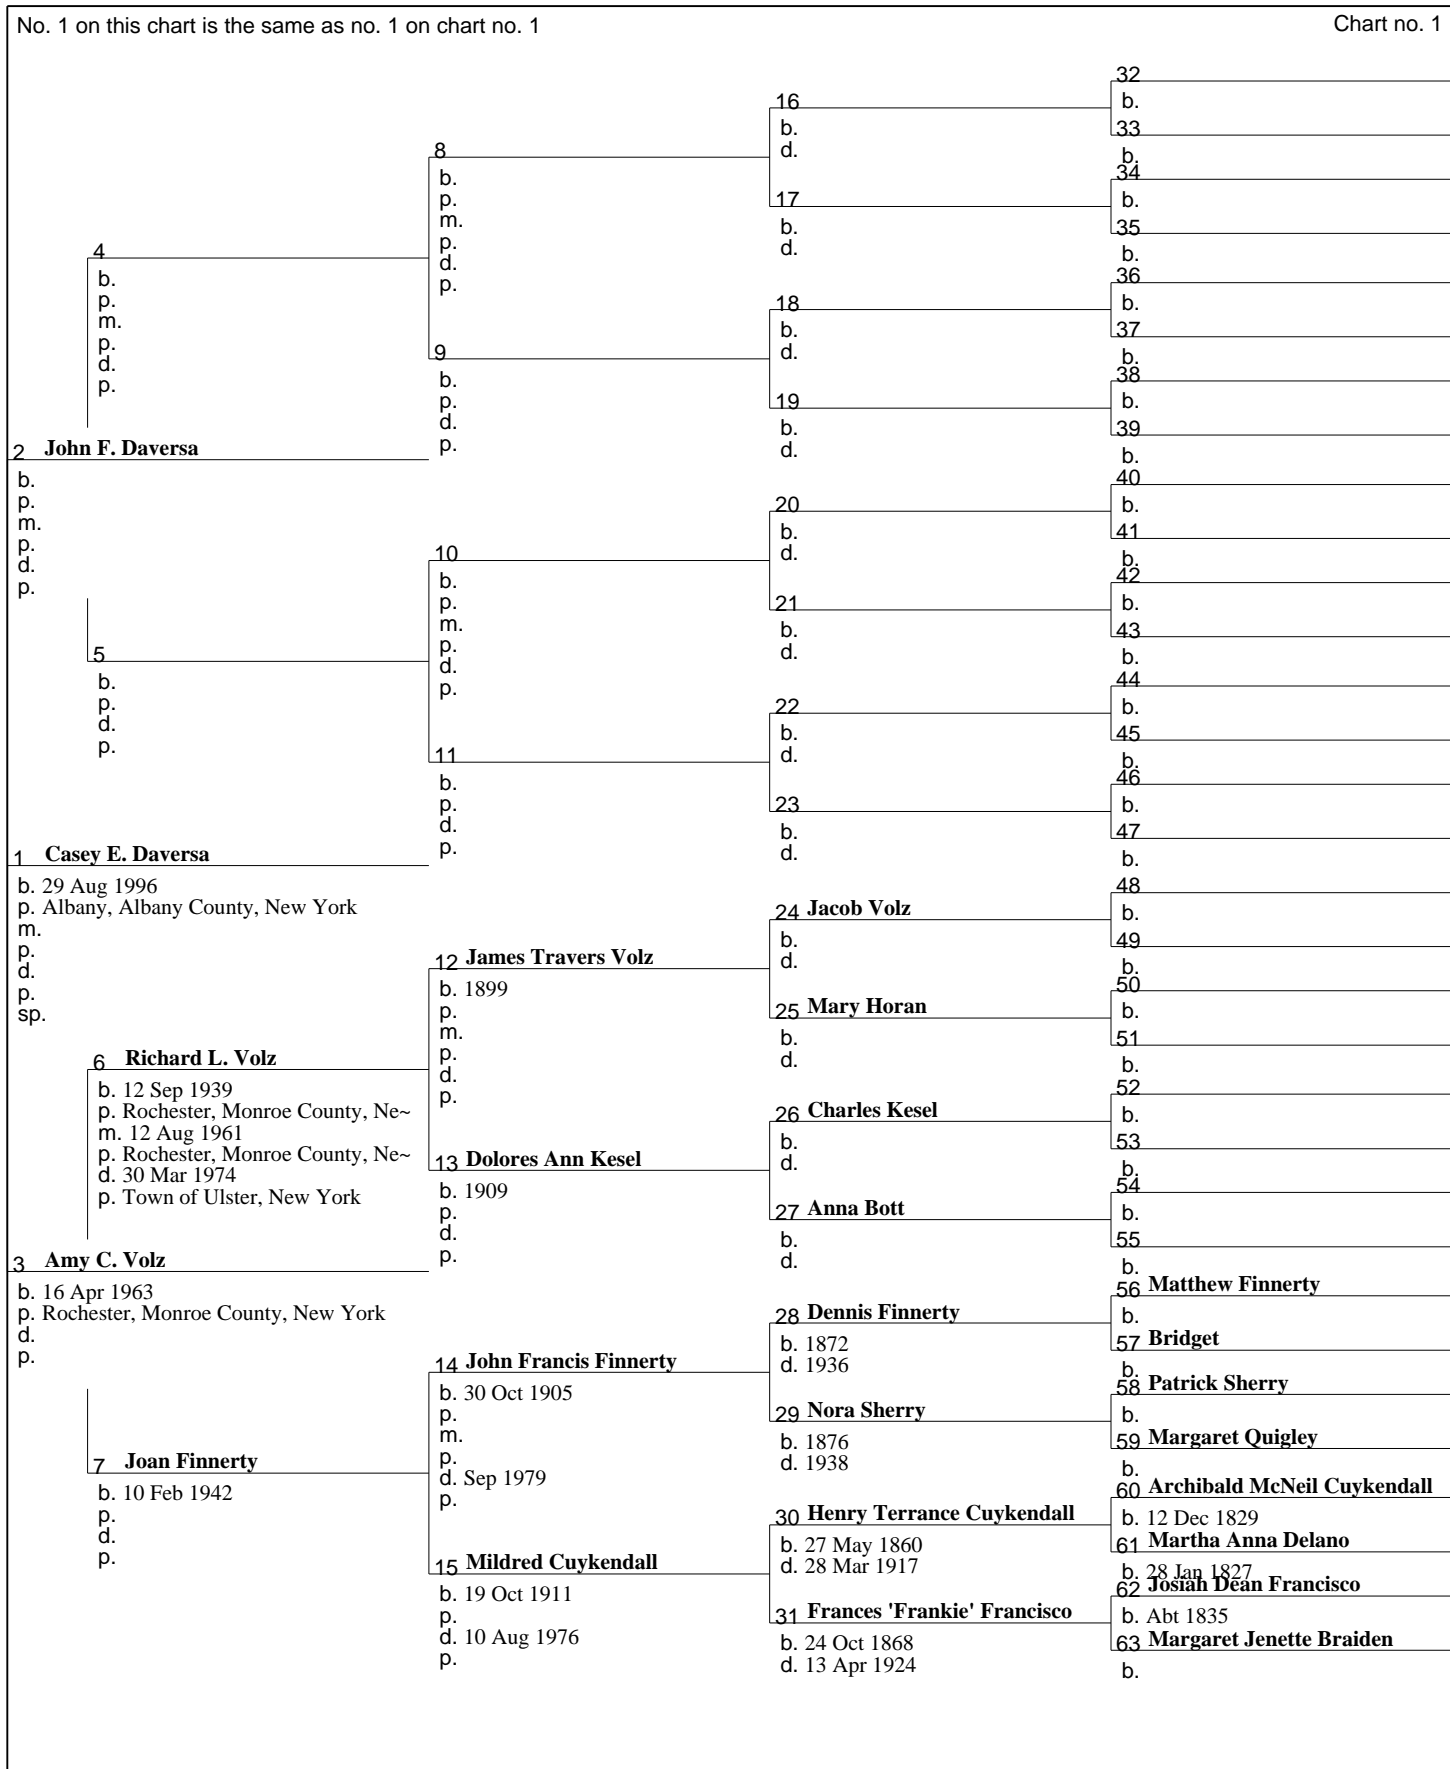 No. 1 on this chart is the same as no. 1 on chart no. 1
Chart no. 1
2 John F. Daversa
b.
p.
m.
p.
d.
p.
1 Casey E. Daversa
b. 29 Aug 1996
p. Albany, Albany County, New York
m.
p.
d.
p.
sp.
3 Amy C. Volz
b. 16 Apr 1963
p. Rochester, Monroe County, New York
d.
p.
4
b.
p.
m.
p.
d.
p.
5
b.
p.
d.
p.
6 Richard L. Volz
b. 12 Sep 1939
p. Rochester, Monroe County, Ne~
m. 12 Aug 1961
p. Rochester, Monroe County, Ne~
d. 30 Mar 1974
p. Town of Ulster, New York
7 Joan Finnerty
b. 10 Feb 1942
p.
d.
p.
8
b.
p.
m.
p.
d.
p.
9
b.
p.
d.
p.
10
b.
p.
m.
p.
d.
p.
11
b.
p.
d.
p.
12 James Travers Volz
b. 1899
p.
m.
p.
d.
p.
13 Dolores Ann Kesel
b. 1909
p.
d.
p.
14 John Francis Finnerty
b. 30 Oct 1905
p.
m.
p.
d. Sep 1979
p.
15 Mildred Cuykendall
b. 19 Oct 1911
p.
d. 10 Aug 1976
p.
16
b.
d.
17
b.
d.
18
b.
d.
19
b.
d.
20
b.
d.
21
b.
d.
22
b.
d.
23
b.
d.
24 Jacob Volz
b.
d.
25 Mary Horan
b.
d.
26 Charles Kesel
b.
d.
27 Anna Bott
b.
d.
28 Dennis Finnerty
b. 1872
d. 1936
29 Nora Sherry
b. 1876
d. 1938
30 Henry Terrance Cuykendall
b. 27 May 1860
d. 28 Mar 1917
31 Frances 'Frankie' Francisco
b. 24 Oct 1868
d. 13 Apr 1924
32
b.
33
b.
34
b.
35
b.
36
b.
37
b.
38
b.
39
b.
40
b.
41
b.
42
b.
43
b.
44
b.
45
b.
46
b.
47
b.
48
b.
49
b.
50
b.
51
b.
52
b.
53
b.
54
b.
55
b.
56 Matthew Finnerty
b.
57 Bridget
b.
58 Patrick Sherry
b.
59 Margaret Quigley
b.
60 Archibald McNeil Cuykendall
b. 12 Dec 1829
61 Martha Anna Delano
b. 28 Jan 1827
62 Josiah Dean Francisco
b. Abt 1835
63 Margaret Jenette Braiden
b.